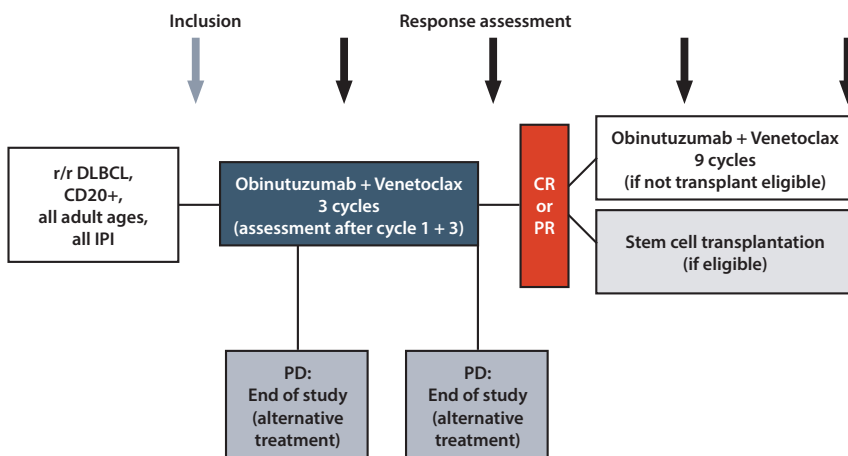 Inclusion
Response assessment
r/r DLBCL,
CD20+,
all adult ages,
all IPI
Obinutuzumab + Venetoclax
3 cycles
(assessment after cycle 1 + 3)
CR
or
PR
Obinutuzumab + Venetoclax
9 cycles
(if not transplant eligible)
Stem cell transplantation
(if eligible)
PD:
End of study
(alternative
treatment)
PD:
End of study
(alternative
treatment)